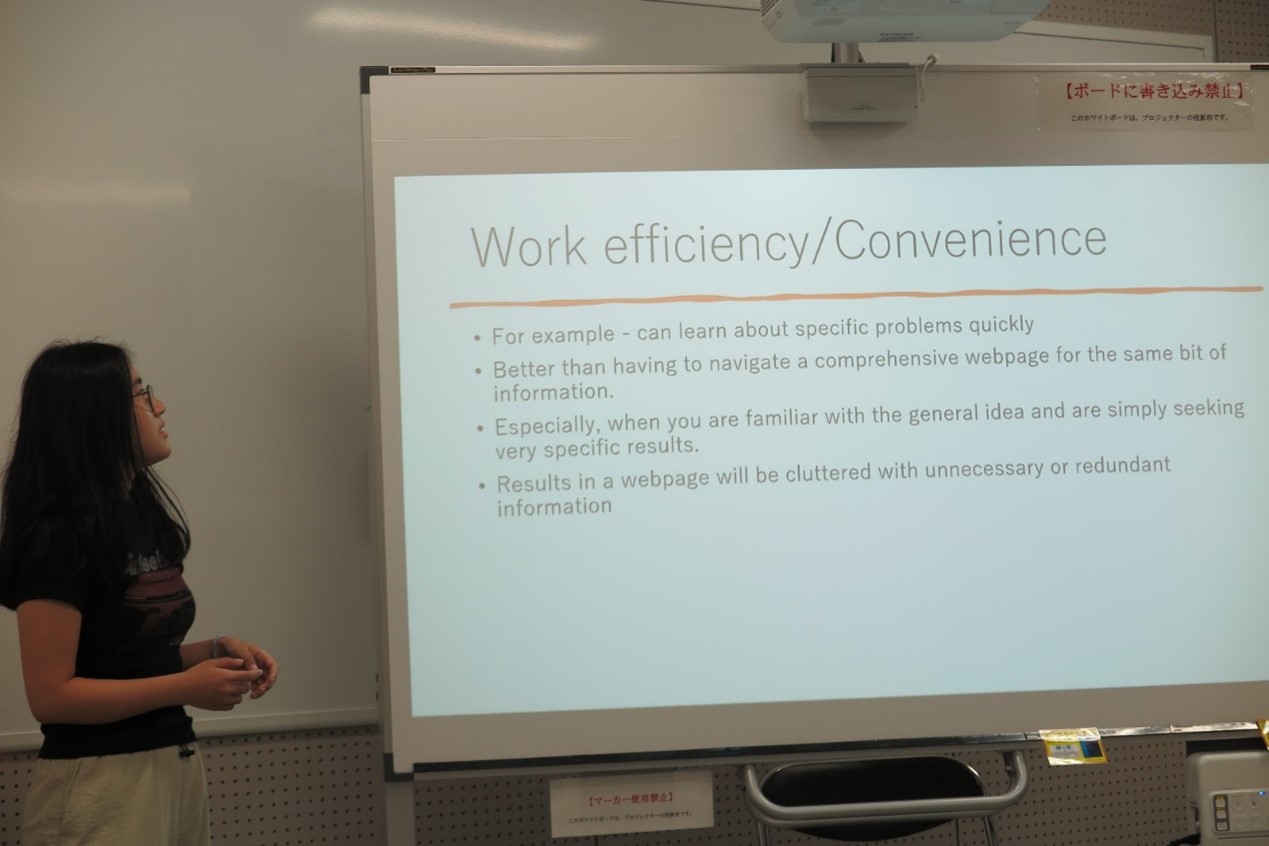 【ボードに書き込み禁止】
このホワイトボードは、プロジェクターの投影用です。
Work efficiency/Convenience
• For example - can learn about specific problems quickly
• Better than having to navigate a comprehensive webpage for the same bit of
information.
• Especially, when you are familiar with the general idea and are simply seeking
very specific results.
• Results in a webpage will be cluttered with unnecessary or redundant
information
【マーカー使用禁止】
このホワイトボードは、プロジェクターの投影用です。